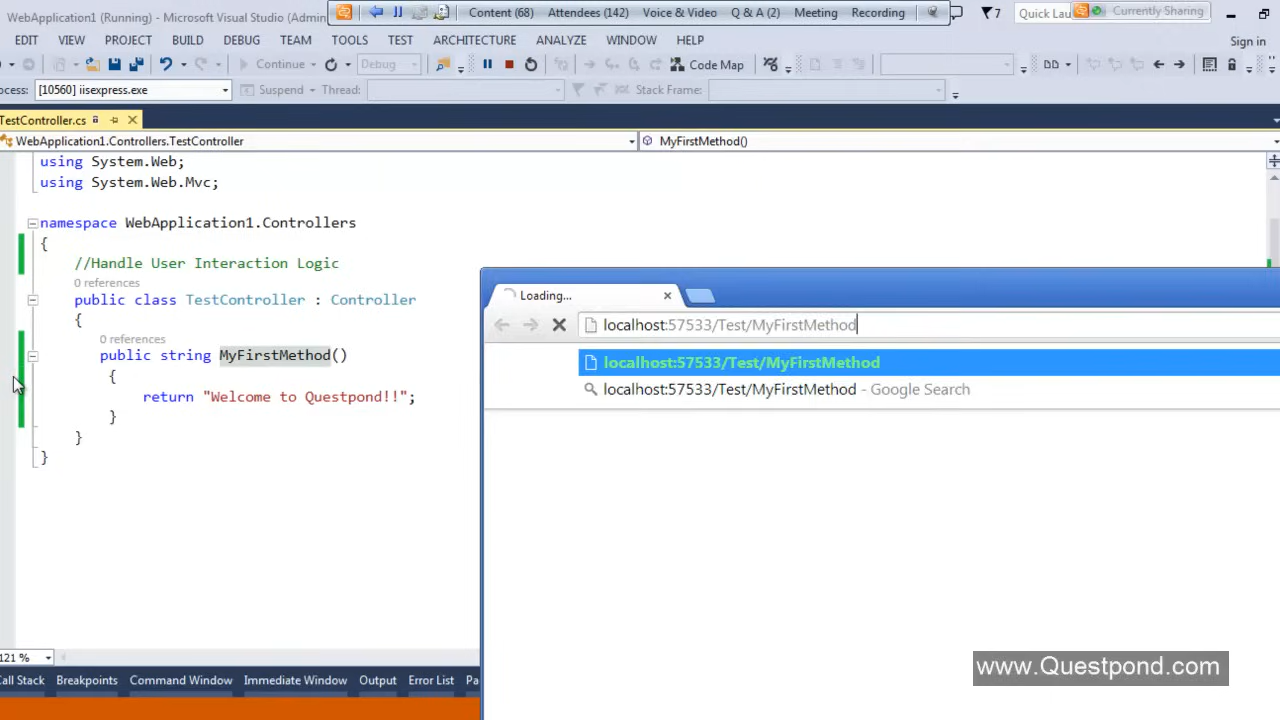 WebApplication1 (Running) - Microsoft Visual Studio (Admin
Content (68) Attendees (142) Voice & Video Q & A (2) Meeting Recording
7 Quick Lau Currently Sharing
EDIT VIEW PROJECT BUILD DEBUG TEAM TOOLS TEST ARCHITECTURE ANALYZE WINDOW HELP
Sign in
Continue Debug Code Map
ocess: [10560] iisexpress.exe Suspend Thread: Stack Frame:
TestController.cs
WebApplication1.Controllers.TestController MyFirstMethod()
using System.Web;
using System.Web.Mvc;
namespace WebApplication1.Controllers
{
//Handle User Interaction Logic
0 references
public class TestController : Controller
{
0 references
public string MyFirstMethod()
{
return "Welcome to Questpond!!";
}
}
}
Loading...
localhost:57533/Test/MyFirstMethod
localhost:57533/Test/MyFirstMethod
localhost:57533/Test/MyFirstMethod - Google Search
121 %
Call Stack Breakpoints Command Window Immediate Window Output Error List Pa
www.Questpond.com